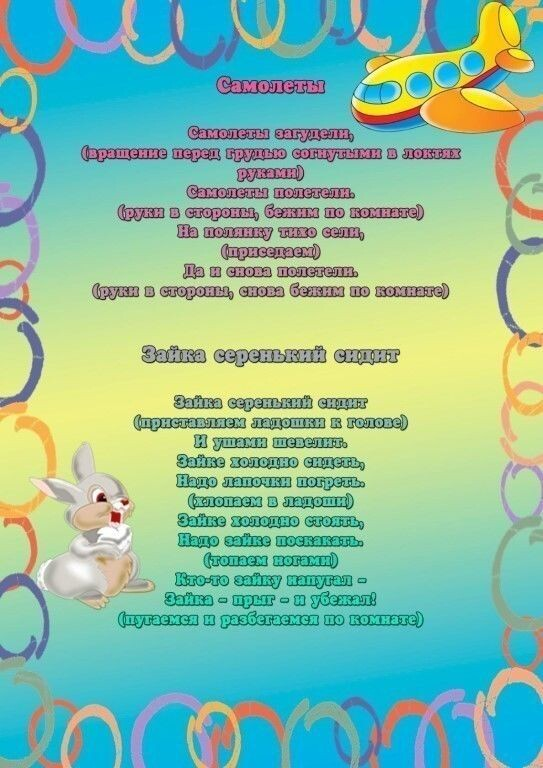 Самолеты
Самолеты загудели,
(вращение перед грудью согнутыми в локтях
руками)
Самолеты полетели.
(руки в стороны, бежим по комнате)
На полянку тихо сели,
(приседаем)
Да и снова полетели.
(руки в стороны, снова бежим по комнате)
Зайка серенький сидит
Зайка серенький сидит
(приставляем ладошки к голове)
И ушами шевелит.
Зайке холодно сидеть,
Надо лапочки погреть.
(хлопаем в ладоши)
Зайке холодно стоять,
Надо зайке поскакать.
(топаем ногами)
Кто-то зайку напугал –
Зайка – прыг – и убежал!
(пугаемся и разбегаемся по комнате)